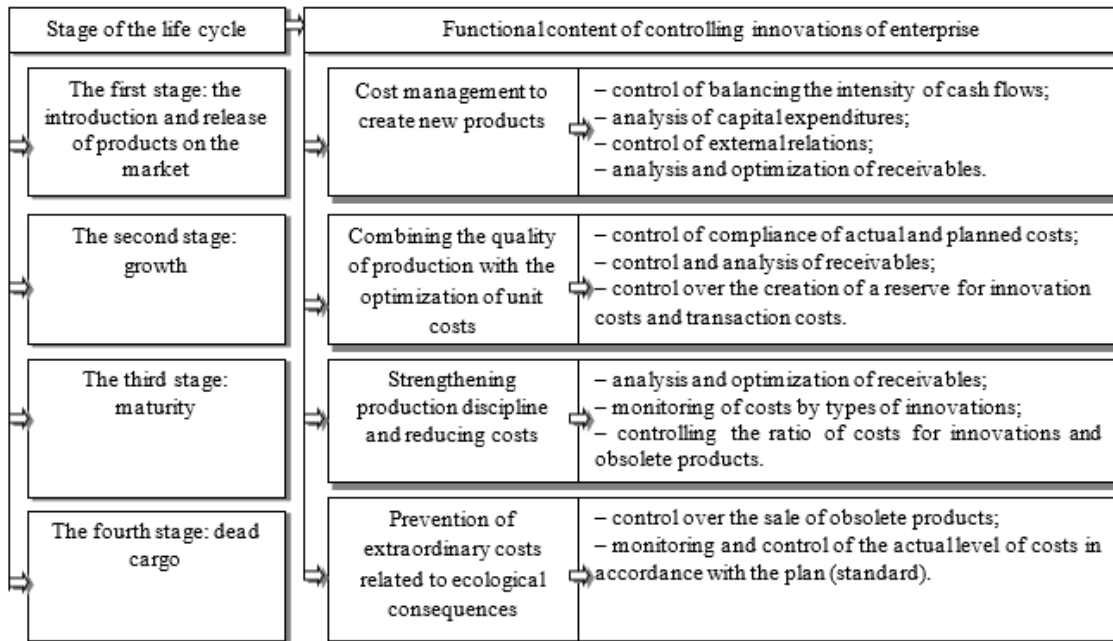 Stage of the life cycle
Functional content of controlling innovations of enterprise
The first stage: the
introduction and release
of products on the
market
Cost management to
create new products
– control of balancing the intensity of cash flows;
– analysis of capital expenditures;
– control of external relations;
– analysis and optimization of receivables.
The second stage:
growth
Combining the quality
of production with the
optimization of unit
costs
– control of compliance of actual and planned costs;
– control and analysis of receivables;
– control over the creation of a reserve for innovation
costs and transaction costs.
The third stage:
maturity
Strengthening
production discipline
and reducing costs
– analysis and optimization of receivables;
– monitoring of costs by types of innovations;
– controlling the ratio of costs for innovations and
obsolete products.
The fourth stage: dead
cargo
Prevention of
extraordinary costs
related to ecological
consequences
– control over the sale of obsolete products;
– monitoring and control of the actual level of costs in
accordance with the plan (standard).